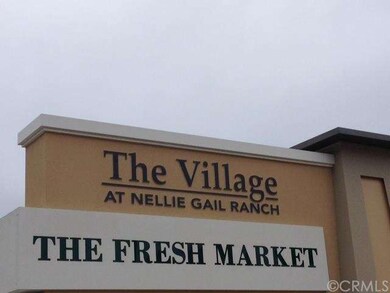 The Village
AT NELLIE GAIL RANCH
THE FRESH MARKET
©CRMLS